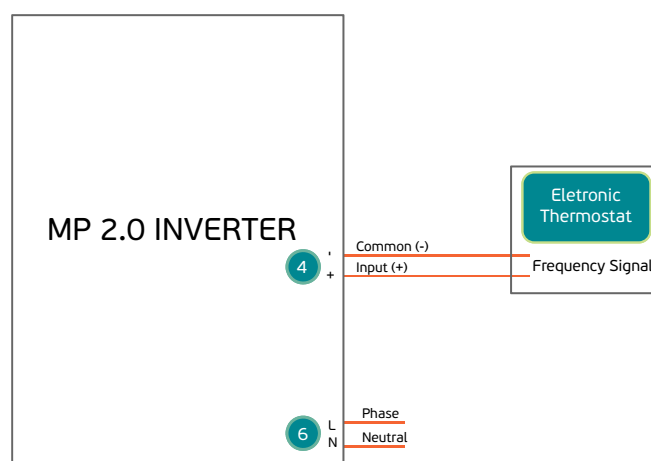 Eletronic
Thermostat
MP 2.0 INVERTER
4
-
+
Common (-)
Input (+)
Frequency Signal
6
L
N
Phase
Neutral